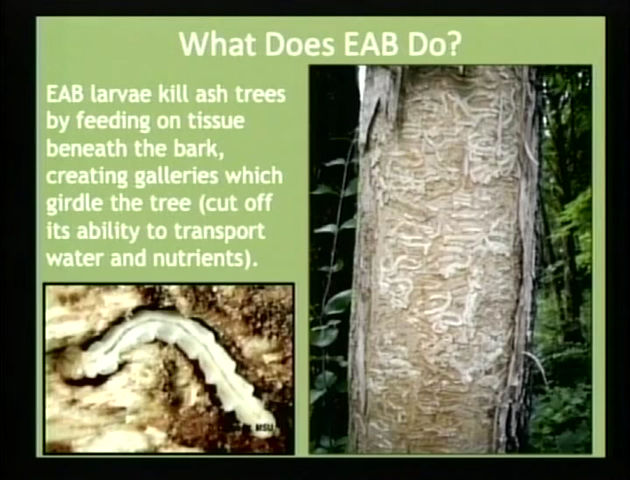 What Does EAB Do?
EAB larvae kill ash trees
by feeding on tissue
beneath the bark,
creating galleries which
girdle the tree (cut off
its ability to transport
water and nutrients).
MSU